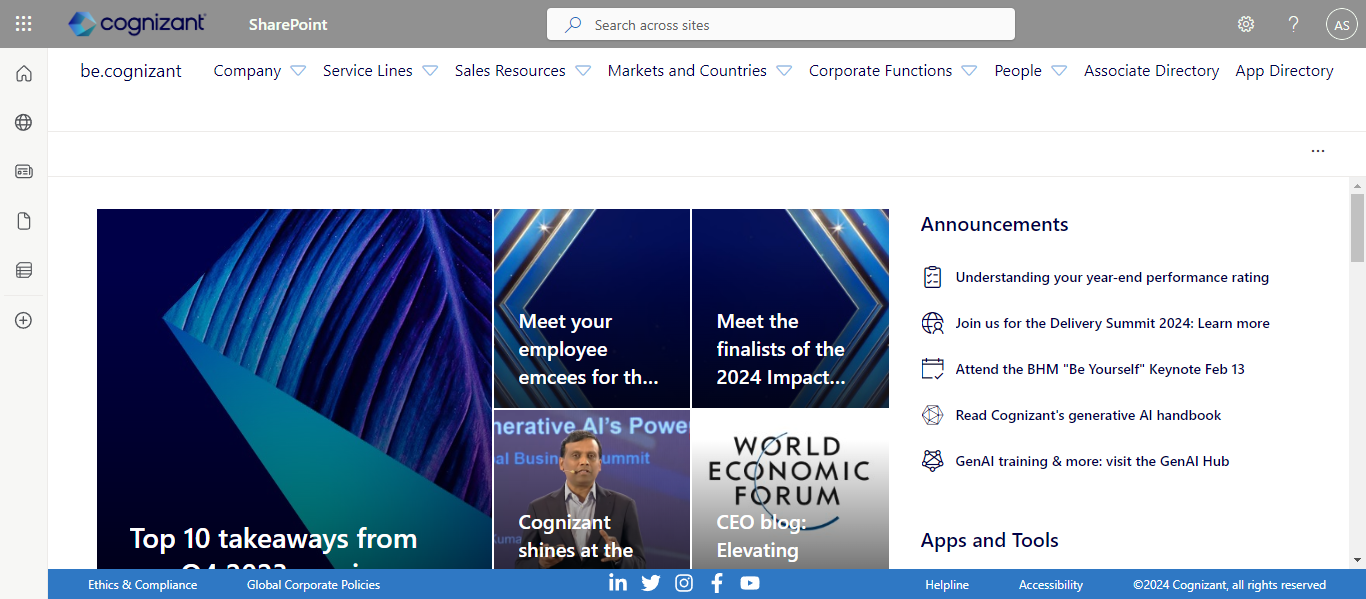 cognizant
SharePoint
Search across sites
?
AS
be.cognizant
Company
Service Lines
Sales Resources
Markets and Countries
Corporate Functions
People
Associate Directory
App Directory
...
Top 10 takeaways from
Meet your
employee
emcees for th...
Meet the
finalists of the
2024 Impact...
nerative AI's Powe
al Busin
ummit
Cognizant
shines at the
WORLD
ECONOMIC
FORUM
CEO blog:
Elevating
Announcements
Understanding your year-end performance rating
Join us for the Delivery Summit 2024: Learn more
Attend the BHM "Be Yourself" Keynote Feb 13
Read Cognizant's generative AI handbook
GenAI training & more: visit the GenAI Hub
Apps and Tools
Ethics & Compliance
Global Corporate Policies
Helpline
Accessibility
©2024 Cognizant, all rights reserved